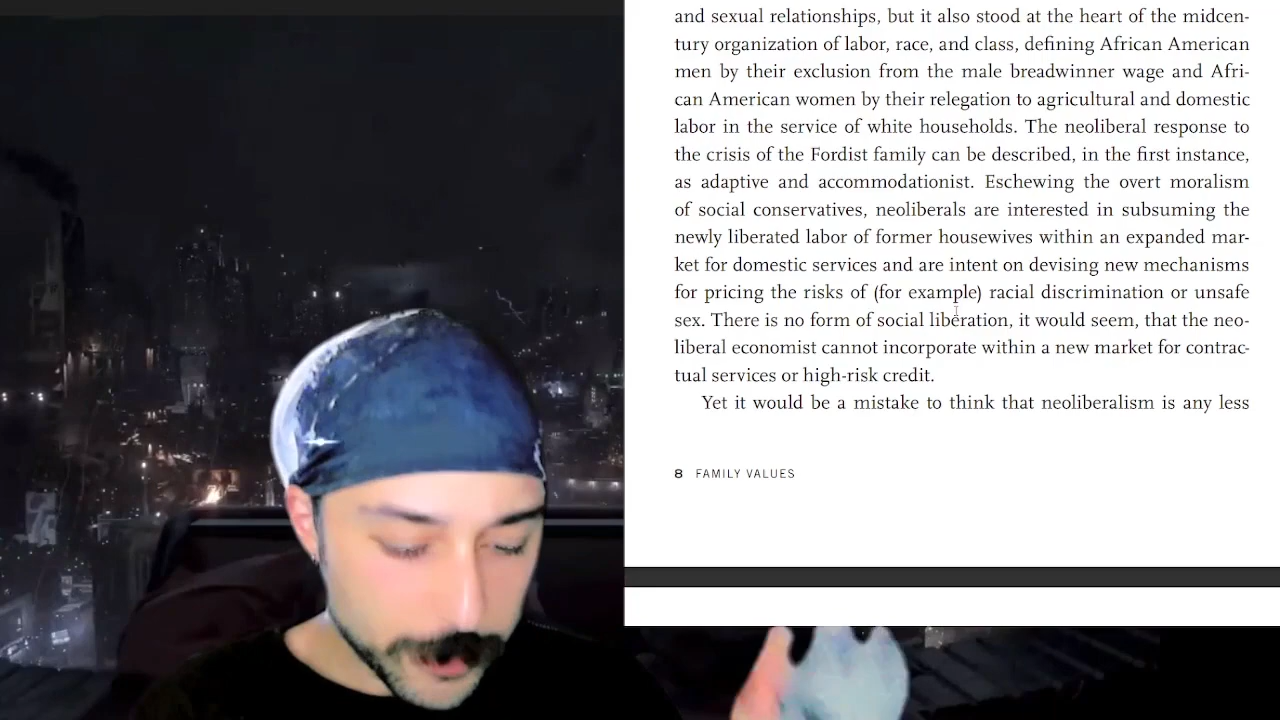 and sexual relationships, but it also stood at the heart of the midcen-
tury organization of labor, race, and class, defining African American
men by their exclusion from the male breadwinner wage and Afri-
can American women by their relegation to agricultural and domestic
labor in the service of white households. The neoliberal response to
the crisis of the Fordist family can be described, in the first instance,
as adaptive and accommodationist. Eschewing the overt moralism
of social conservatives, neoliberals are interested in subsuming the
newly liberated labor of former housewives within an expanded mar-
ket for domestic services and are intent on devising new mechanisms
for pricing the risks of (for example) racial discrimination or unsafe
sex. There is no form of social liberation, it would seem, that the neo-
liberal economist cannot incorporate within a new market for contrac-
tual services or high-risk credit.
Yet it would be a mistake to think that neoliberalism is any less
8 FAMILY VALUES